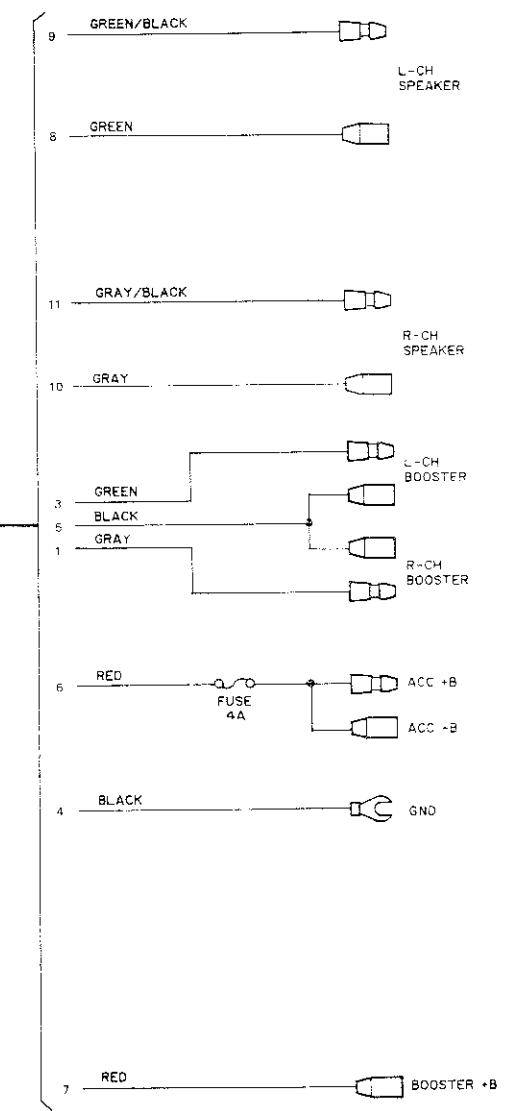 GREEN/BLACK
9
L-CH
SPEAKER
GREEN
8
GRAY/BLACK
11
R-CH
SPEAKER
GRAY
10
L-CH
BOOSTER
GREEN
3
BLACK
5
GRAY
1
R-CH
BOOSTER
RED
6
FUSE
4A
ACC +B
ACC +B
BLACK
4
GND
RED
7
BOOSTER +B